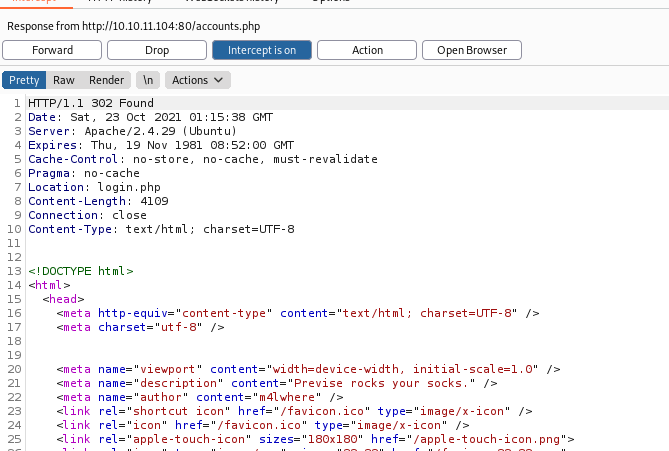 Intercept HTTP history WebSockets history Options
Response from http://10.10.11.104:80/accounts.php
Forward Drop Intercept is on Action Open Browser
Pretty Raw Render \n Actions
1 HTTP/1.1 302 Found
2 Date: Sat, 23 Oct 2021 01:15:38 GMT
3 Server: Apache/2.4.29 (Ubuntu)
4 Expires: Thu, 19 Nov 1981 08:52:00 GMT
5 Cache-Control: no-store, no-cache, must-revalidate
6 Pragma: no-cache
7 Location: login.php
8 Content-Length: 4109
9 Connection: close
10 Content-Type: text/html; charset=UTF-8
11
12
13 <!DOCTYPE html>
14 <html>
15 <head>
16 <meta http-equiv="content-type" content="text/html; charset=UTF-8" />
17 <meta charset="utf-8" />
18
19
20 <meta name="viewport" content="width=device-width, initial-scale=1.0" />
21 <meta name="description" content="Previse rocks your socks." />
22 <meta name="author" content="m4lwhere" />
23 <link rel="shortcut icon" href="/favicon.ico" type="image/x-icon" />
24 <link rel="icon" href="/favicon.ico" type="image/x-icon" />
25 <link rel="apple-touch-icon" sizes="180x180" href="/apple-touch-icon.png">